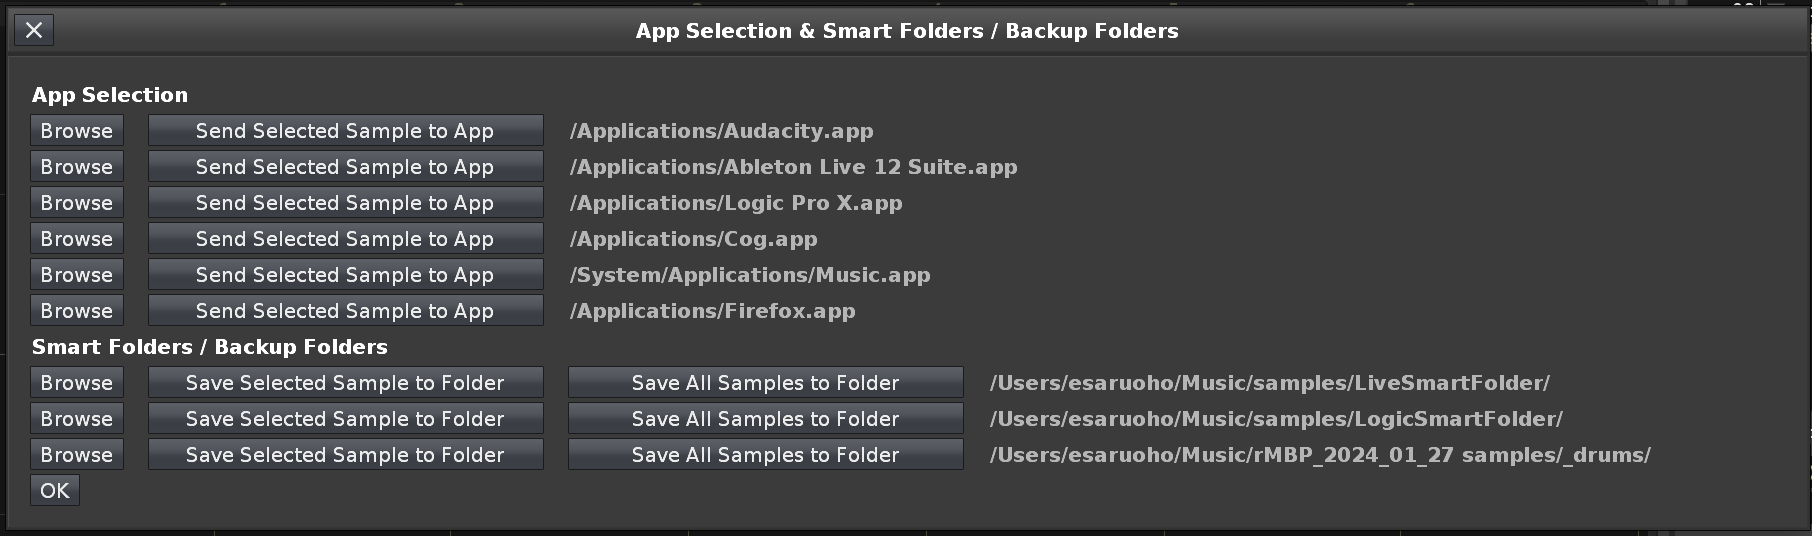 App Selection & Smart Folders / Backup Folders
App Selection
Browse Send Selected Sample to App /Applications/Audacity.app
Browse Send Selected Sample to App /Applications/Ableton Live 12 Suite.app
Browse Send Selected Sample to App /Applications/Logic Pro X.app
Browse Send Selected Sample to App /Applications/Cog.app
Browse Send Selected Sample to App /System/Applications/Music.app
Browse Send Selected Sample to App /Applications/Firefox.app
Smart Folders / Backup Folders
Browse Save Selected Sample to Folder Save All Samples to Folder /Users/esaruoho/Music/samples/LiveSmartFolder/
Browse Save Selected Sample to Folder Save All Samples to Folder /Users/esaruoho/Music/samples/LogicSmartFolder/
Browse Save Selected Sample to Folder Save All Samples to Folder /Users/esaruoho/Music/rMBP_2024_01_27 samples/_drums/
OK